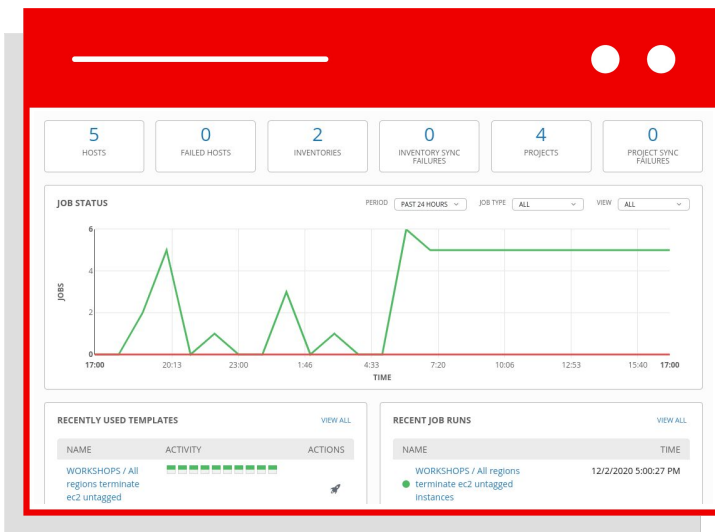 5
HOSTS
0
FAILED HOSTS
2
INVENTORIES
0
INVENTORY SYNC
FAILURES
4
PROJECTS
0
PROJECT SYNC
FAILURES
JOB STATUS
PERIOD PAST 24 HOURS JOB TYPE ALL VIEW ALL
6
4
2
0
JOBS
17:00 20:13 23:00 1:46 4:33 7:20 10:06 12:53 15:40 17:00
TIME
RECENTLY USED TEMPLATES VIEW ALL
NAME ACTIVITY ACTIONS
WORKSHOPS / All
regions terminate
ec2 untagged
RECENT JOB RUNS VIEW ALL
NAME TIME
WORKSHOPS / All regions 12/2/2020 5:00:27 PM
terminate ec2 untagged
instances